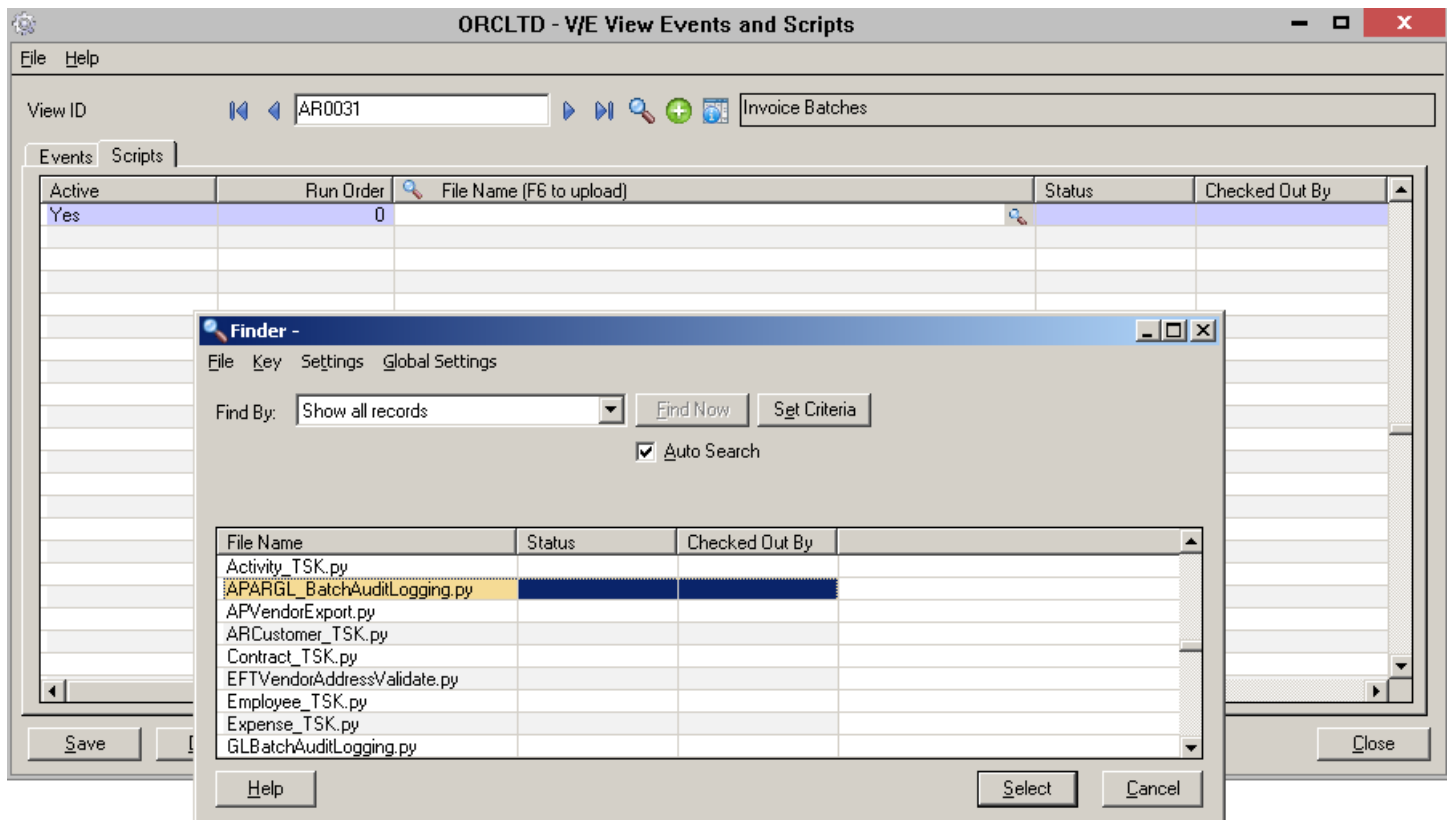 ORCLTD - V/E View Events and Scripts
File Help
View ID AR0031 Invoice Batches
Events Scripts
Active Run Order File Name (F6 to upload) Status Checked Out By
Yes 0
Finder -
File Key Settings Global Settings
Find By: Show all records Find Now Set Criteria
Auto Search
File Name Status Checked Out By
Activity_TSK.py
APARGL_BatchAuditLogging.py
APVendorExport.py
ARCustomer_TSK.py
Contract_TSK.py
EFTVendorAddressValidate.py
Employee_TSK.py
Expense_TSK.py
GLBatchAuditLogging.py
Save Close
Help Select Cancel